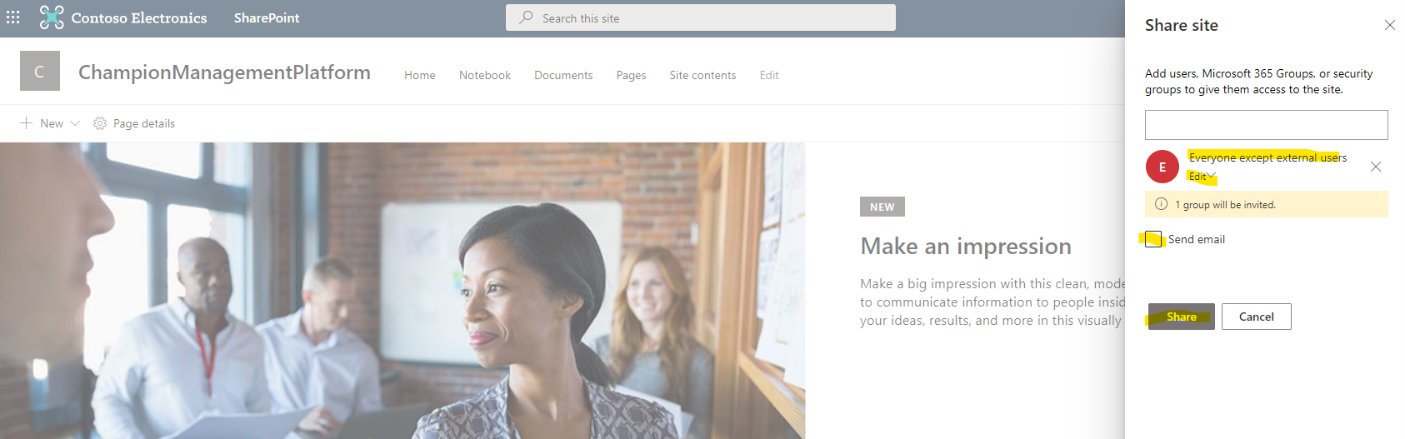 Contoso Electronics SharePoint
Search this site
C ChampionManagementPlatform Home Notebook Documents Pages Site contents Edit
New Page details
NEW
Make an impression
Make a big impression with this clean, mode
to communicate information to people insid
your ideas, results, and more in this visually
Share site
Add users, Microsoft 365 Groups, or security
groups to give them access to the site.
E Everyone except external users
Edit
1 group will be invited.
Send email
Share Cancel